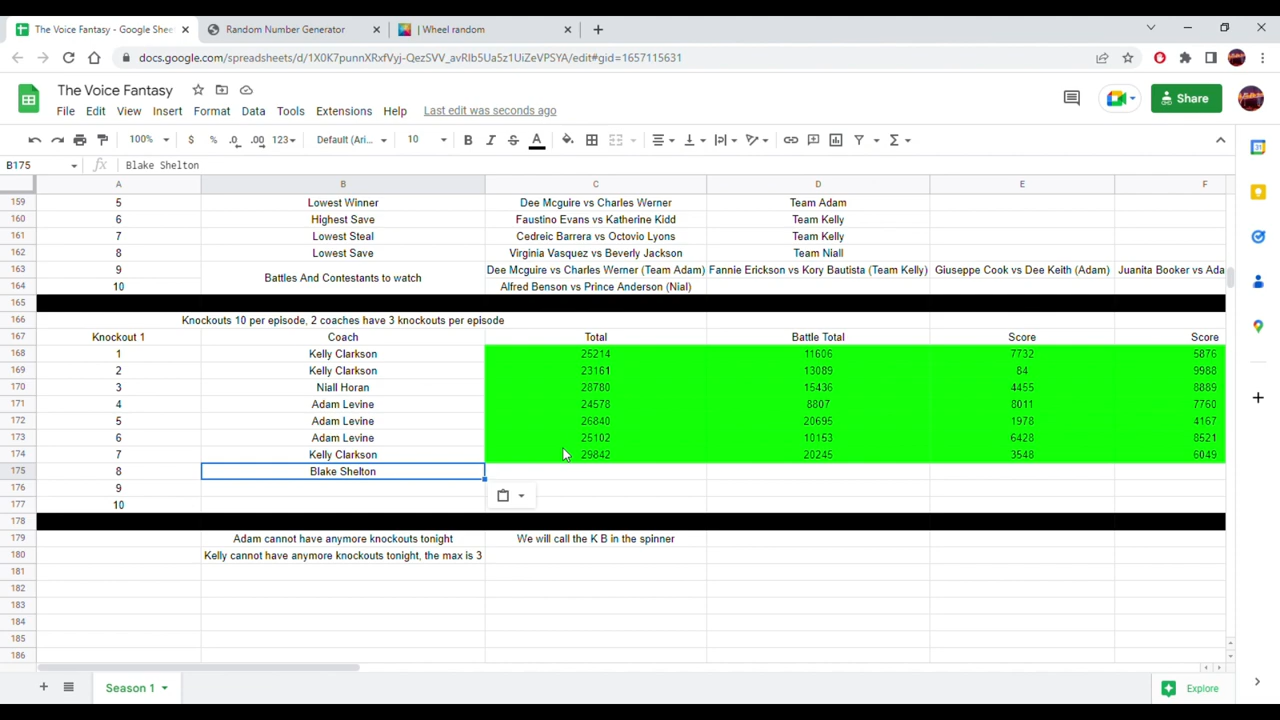 The Voice Fantasy - Google Shee
Random Number Generator
| Wheel random
docs.google.com/spreadsheets/d/1X0K7punnXRxfVyj-QezSVV_avRIb5Ua5z1UiZeVPSYA/edit#gid=1657115631
The Voice Fantasy
File Edit View Insert Format Data Tools Extensions Help Last edit was seconds ago
Share
100% $ % .0 .00 123 Default (Ari... 10 B I S A
B175 fx Blake Shelton
A B C D E F
159 5 Lowest Winner Dee Mcguire vs Charles Werner Team Adam
160 6 Highest Save Faustino Evans vs Katherine Kidd Team Kelly
161 7 Lowest Steal Cedreic Barrera vs Octovio Lyons Team Kelly
162 8 Lowest Save Virginia Vasquez vs Beverly Jackson Team Niall
163 9 Battles And Contestants to watch Dee Mcguire vs Charles Werner (Team Adam) Fannie Erickson vs Kory Bautista (Team Kelly) Giuseppe Cook vs Dee Keith (Adam) Juanita Booker vs Ada
164 10 Alfred Benson vs Prince Anderson (Nial)
165
166 Knockouts 10 per episode, 2 coaches have 3 knockouts per episode
167 Knockout 1 Coach Total Battle Total Score Score
168 1 Kelly Clarkson 25214 11606 7732 5876
169 2 Kelly Clarkson 23161 13089 84 9988
170 3 Niall Horan 28780 15436 4455 8889
171 4 Adam Levine 24578 8807 8011 7760
172 5 Adam Levine 26840 20695 1978 4167
173 6 Adam Levine 25102 10153 6428 8521
174 7 Kelly Clarkson 29842 20245 3548 6049
175 8 Blake Shelton
176 9
177 10
178
179 Adam cannot have anymore knockouts tonight We will call the K B in the spinner
180 Kelly cannot have anymore knockouts tonight, the max is 3
181
182
183
184
185
186
Season 1
Explore